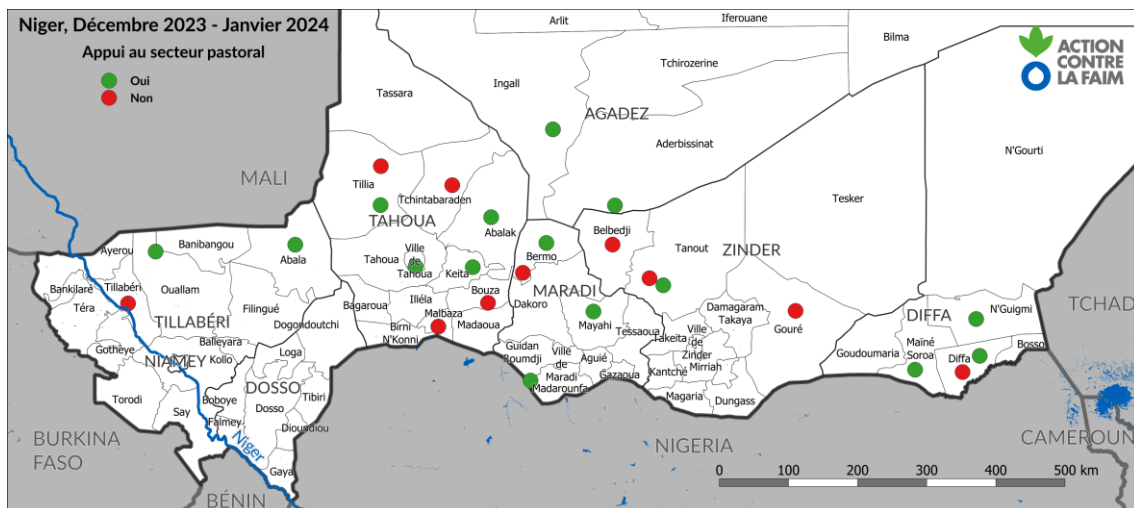 Niger, Décembre 2023 - Janvier 2024
Appui au secteur pastoral
Oui
Non
ACTION
CONTRE
LA FAIM
Arlit
Iferouane
Bilma
Tchirozerine
Ingall
Tassara
AGADEZ
Aderbissinat
N'Gourti
MALI
Tillia
Tchintabaraden
Tesker
TAHOUA
Abalak
Belbedji
Tanout
ZINDER
Ayerou
Banibangou
Abala
Tahoua
Ville
de
Tahoua
Keita
Bermo
Bankilaré
Tillabéri
Ouallam
Téra
Filingué
Bagaroua
Illéla
Bouza
Dakoro
MARADI
Mayahi
Damagaram
Takaya
Gouré
DIFFA
N'Guigmi
TCHAD
TILLABÉRI
Dogondoutchi
Birni
N'Konni
Malbaza
Madaoua
Tessaoua
Takeita
Ville
de
Zinder
Mirriah
Goudoumaria
Maïné
Soroa
Diffa
Bosso
Gotheye
Balleyara
NIAMEY
Kollo
Loga
Guidan
Roumdji
Ville
de
Maradi
Madarounfa
Aguié
Gazaoua
Kantché
Magaria
Dungass
Torodi
Say
Boboye
DOSSO
Dosso
Tibiri
Falmey
Dioundiou
Gaya
Niger
BURKINA
FASO
BÉNIN
NIGERIA
CAMEROUN
0 100 200 300 400 500 km